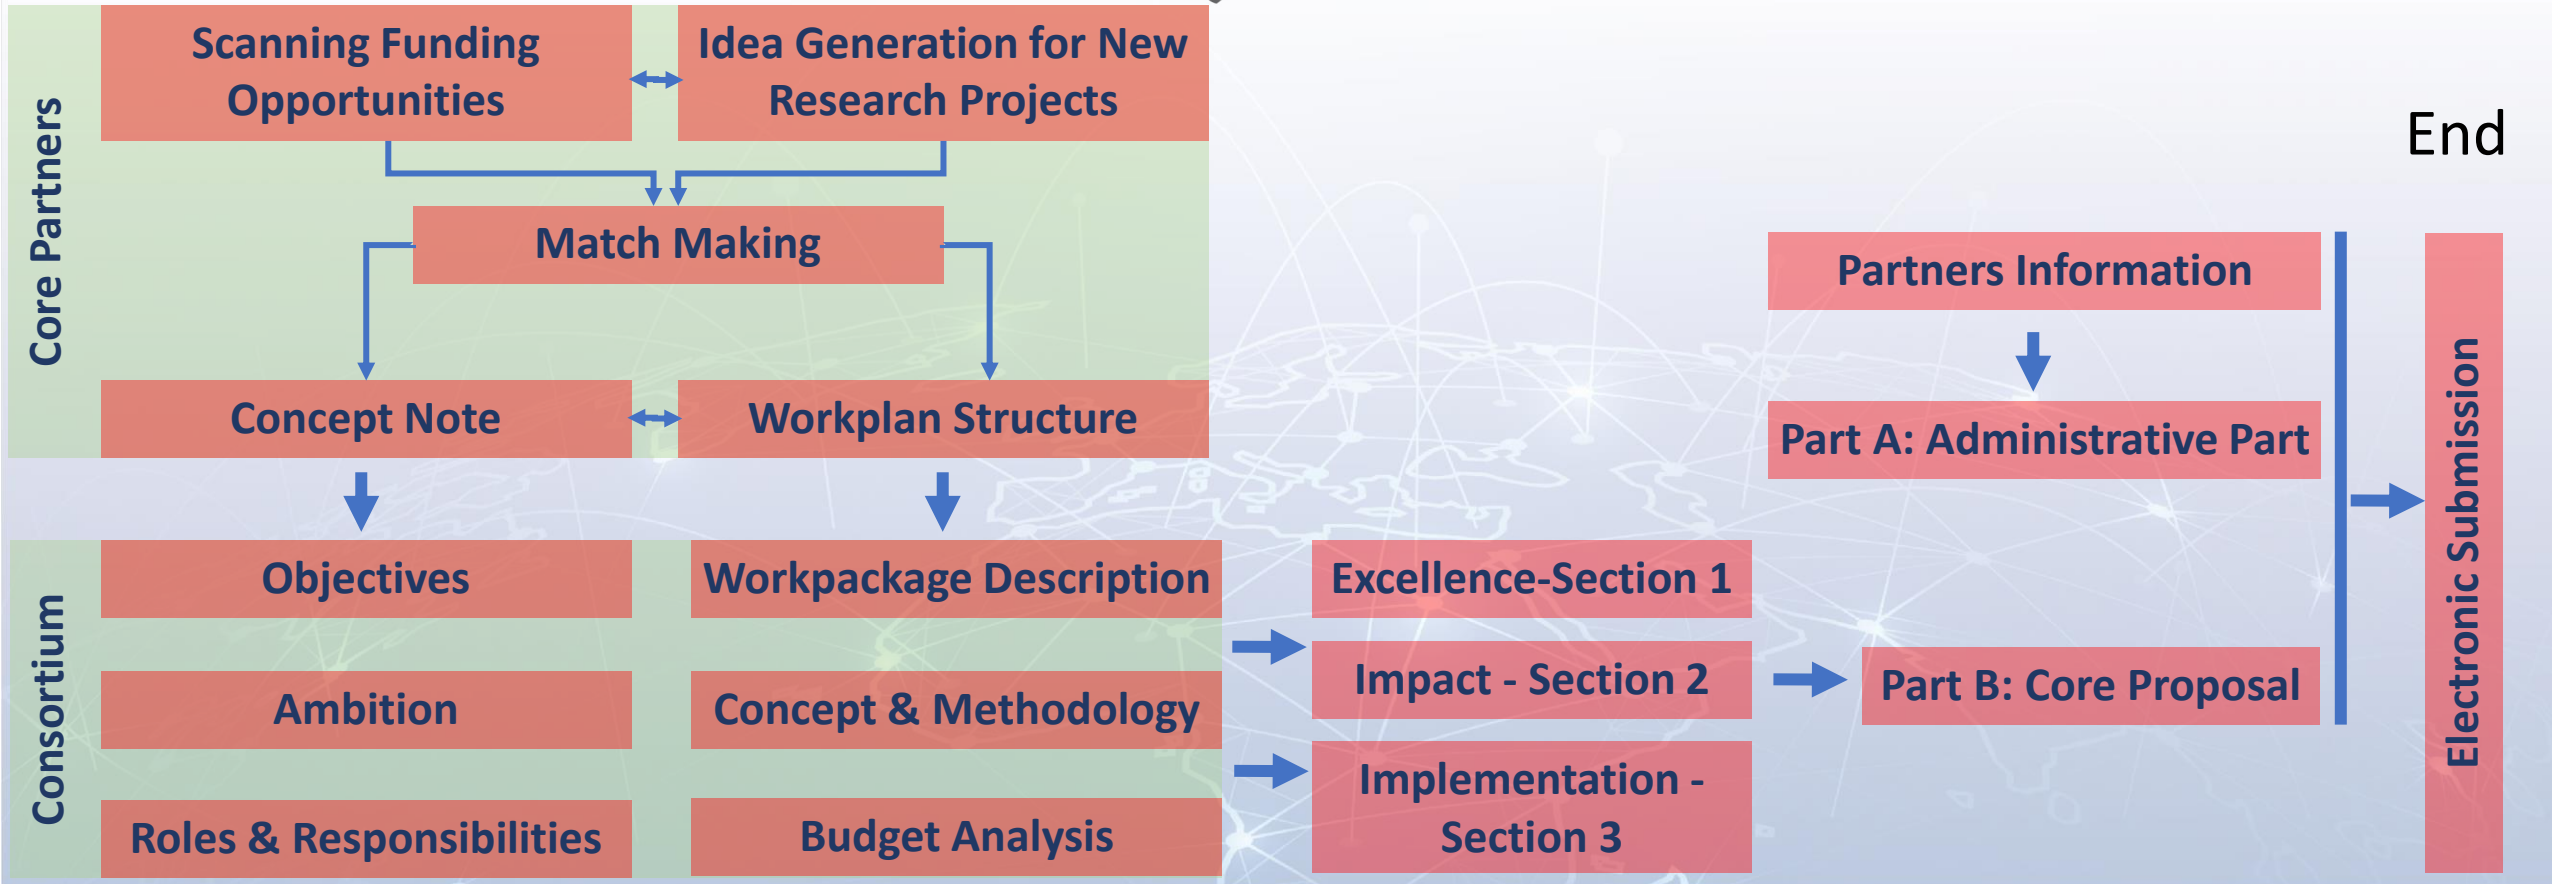 Core Partners
Scanning Funding
Opportunities
Idea Generation for New
Research Projects
Match Making
Concept Note
Workplan Structure
Consortium
Objectives
Workpackage Description
Ambition
Concept & Methodology
Roles & Responsibilities
Budget Analysis
Excellence-Section 1
Impact - Section 2
Implementation -
Section 3
Partners Information
Part A: Administrative Part
Part B: Core Proposal
End
Electronic Submission